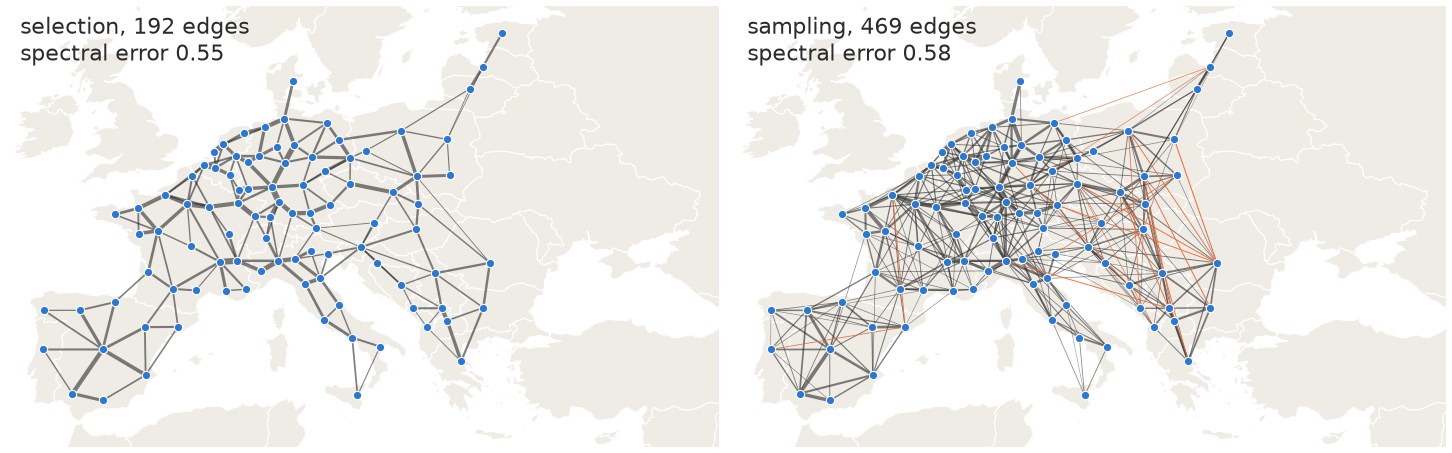 selection, 192 edges
spectral error 0.55
sampling, 469 edges
spectral error 0.58